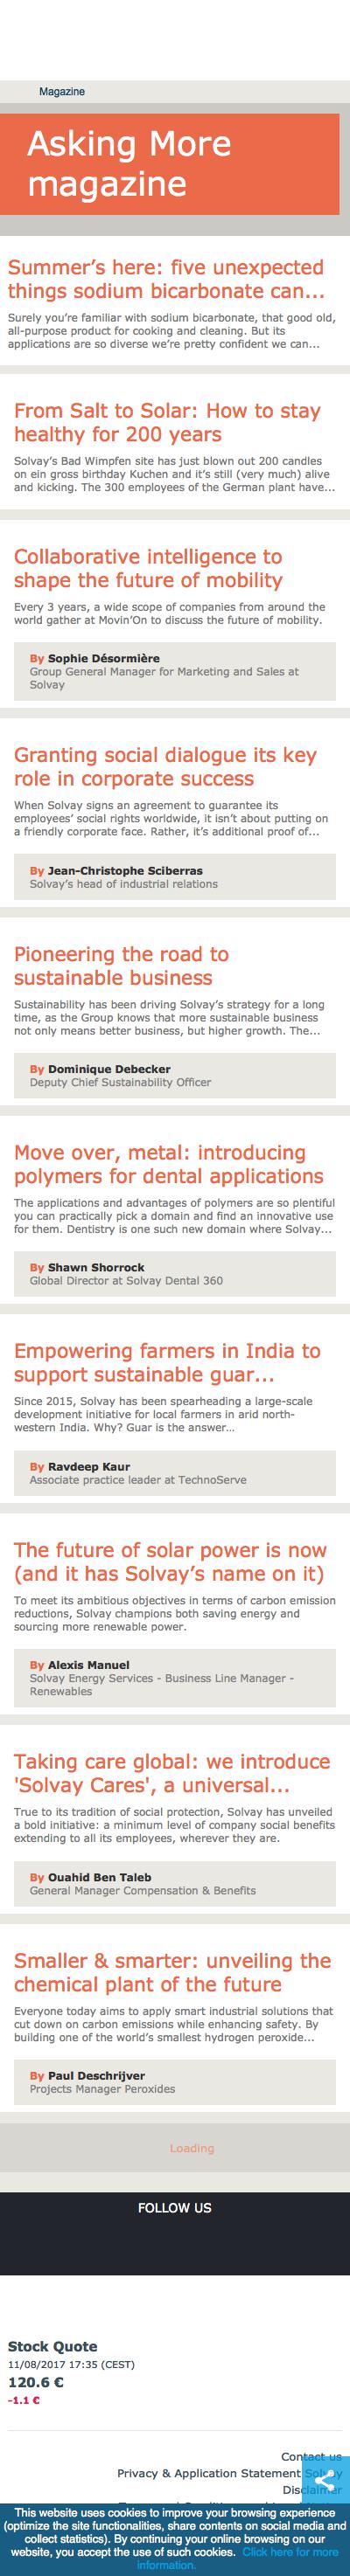 Magazine
Asking More
magazine
Summer's here: five unexpected
things sodium bicarbonate can...
Surely you're familiar with sodium bicarbonate, that good old,
all-purpose product for cooking and cleaning. But its
applications are so diverse we're pretty confident we can...
From Salt to Solar: How to stay
healthy for 200 years
Solvay's Bad Wimpfen site has just blown out 200 candles
on ein gross birthday Kuchen and it's still (very much) alive
and kicking. The 300 employees of the German plant have...
Collaborative intelligence to
shape the future of mobility
Every 3 years, a wide scope of companies from around the
world gather at Movin'On to discuss the future of mobility.
By Sophie Désormière
Group General Manager for Marketing and Sales at
Solvay
Granting social dialogue its key
role in corporate success
When Solvay signs an agreement to guarantee its
employees' social rights worldwide, it isn't about putting on
a friendly corporate face. Rather, it's additional proof of...
By Jean-Christophe Sciberras
Solvay's head of industrial relations
Pioneering the road to
sustainable business
Sustainability has been driving Solvay's strategy for a long
time, as the Group knows that more sustainable business
not only means better business, but higher growth. The...
By Dominique Debecker
Deputy Chief Sustainability Officer
Move over, metal: introducing
polymers for dental applications
The applications and advantages of polymers are so plentiful
you can practically pick a domain and find an innovative use
for them. Dentistry is one such new domain where Solvay...
By Shawn Shorrock
Global Director at Solvay Dental 360
Empowering farmers in India to
support sustainable guar...
Since 2015, Solvay has been spearheading a large-scale
development initiative for local farmers in arid north-
western India. Why? Guar is the answer...
By Ravdeep Kaur
Associate practice leader at TechnoServe
The future of solar power is now
(and it has Solvay's name on it)
To meet its ambitious objectives in terms of carbon emission
reductions, Solvay champions both saving energy and
sourcing more renewable power.
By Alexis Manuel
Solvay Energy Services - Business Line Manager -
Renewables
Taking care global: we introduce
'Solvay Cares', a universal...
True to its tradition of social protection, Solvay has unveiled
a bold initiative: a minimum level of company social benefits
extending to all its employees, wherever they are.
By Ouahid Ben Taleb
General Manager Compensation & Benefits
Smaller & smarter: unveiling the
chemical plant of the future
Everyone today aims to apply smart industrial solutions that
cut down on carbon emissions while enhancing safety. By
building one of the world's smallest hydrogen peroxide...
By Paul Deschrijver
Projects Manager Peroxides
Loading
FOLLOW US
Stock Quote
11/08/2017 17:35 (CEST)
120.6 €
-1.1 €
Contact us
Privacy & Application Statement Solvay
Disclaimer
This website uses cookies to improve your browsing experience
(optimize the site functionalities, share contents on social media and
collect statistics). By continuing your online browsing on our
website, you accept the use of such cookies. Click here for more
information.